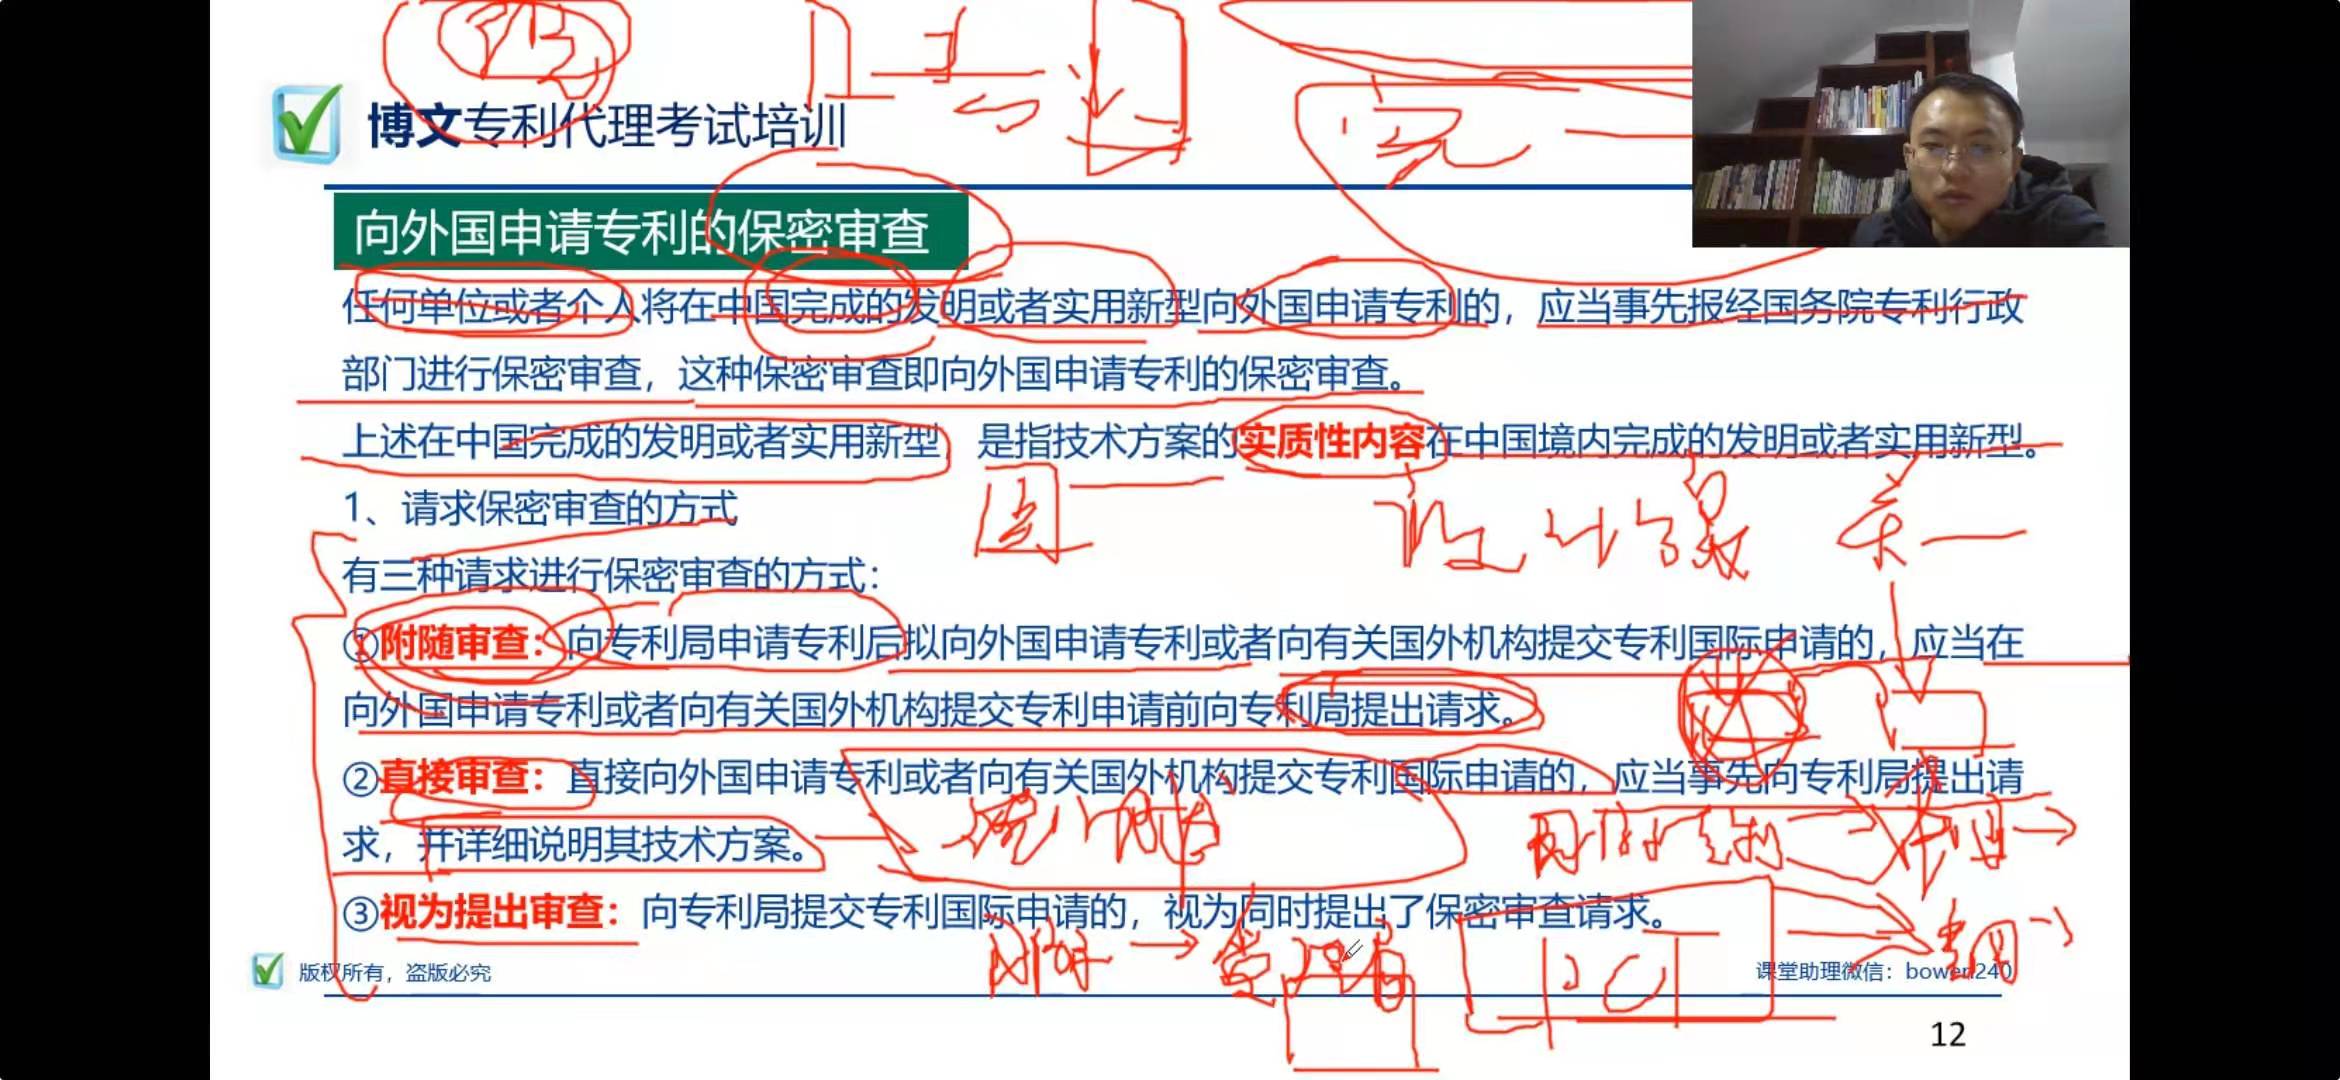 博文专利代理考试培训
向外国申请专利的保密审查
任何单位或者个人将在中国完成的发明或者实用新型向外国申请专利的，应当事先报经国务院专利行政
部门进行保密审查，这种保密审查即向外国申请专利的保密审查。
上述在中国完成的发明或者实用新型 是指技术方案的实质性内容在中国境内完成的发明或者实用新型。
1、请求保密审查的方式
有三种请求进行保密审查的方式：
①附随审查：向专利局申请专利后拟向外国申请专利或者向有关国外机构提交专利国际申请的，应当在
向外国申请专利或者向有关国外机构提交专利申请前向专利局提出请求。
②直接审查：直接向外国申请专利或者向有关国外机构提交专利国际申请的，应当事先向专利局提出请
求，并详细说明其技术方案。
③视为提出审查：向专利局提交专利国际申请的，视为同时提出了保密审查请求。
PCT
版权所有，盗版必究
课堂助理微信：bowen240
12